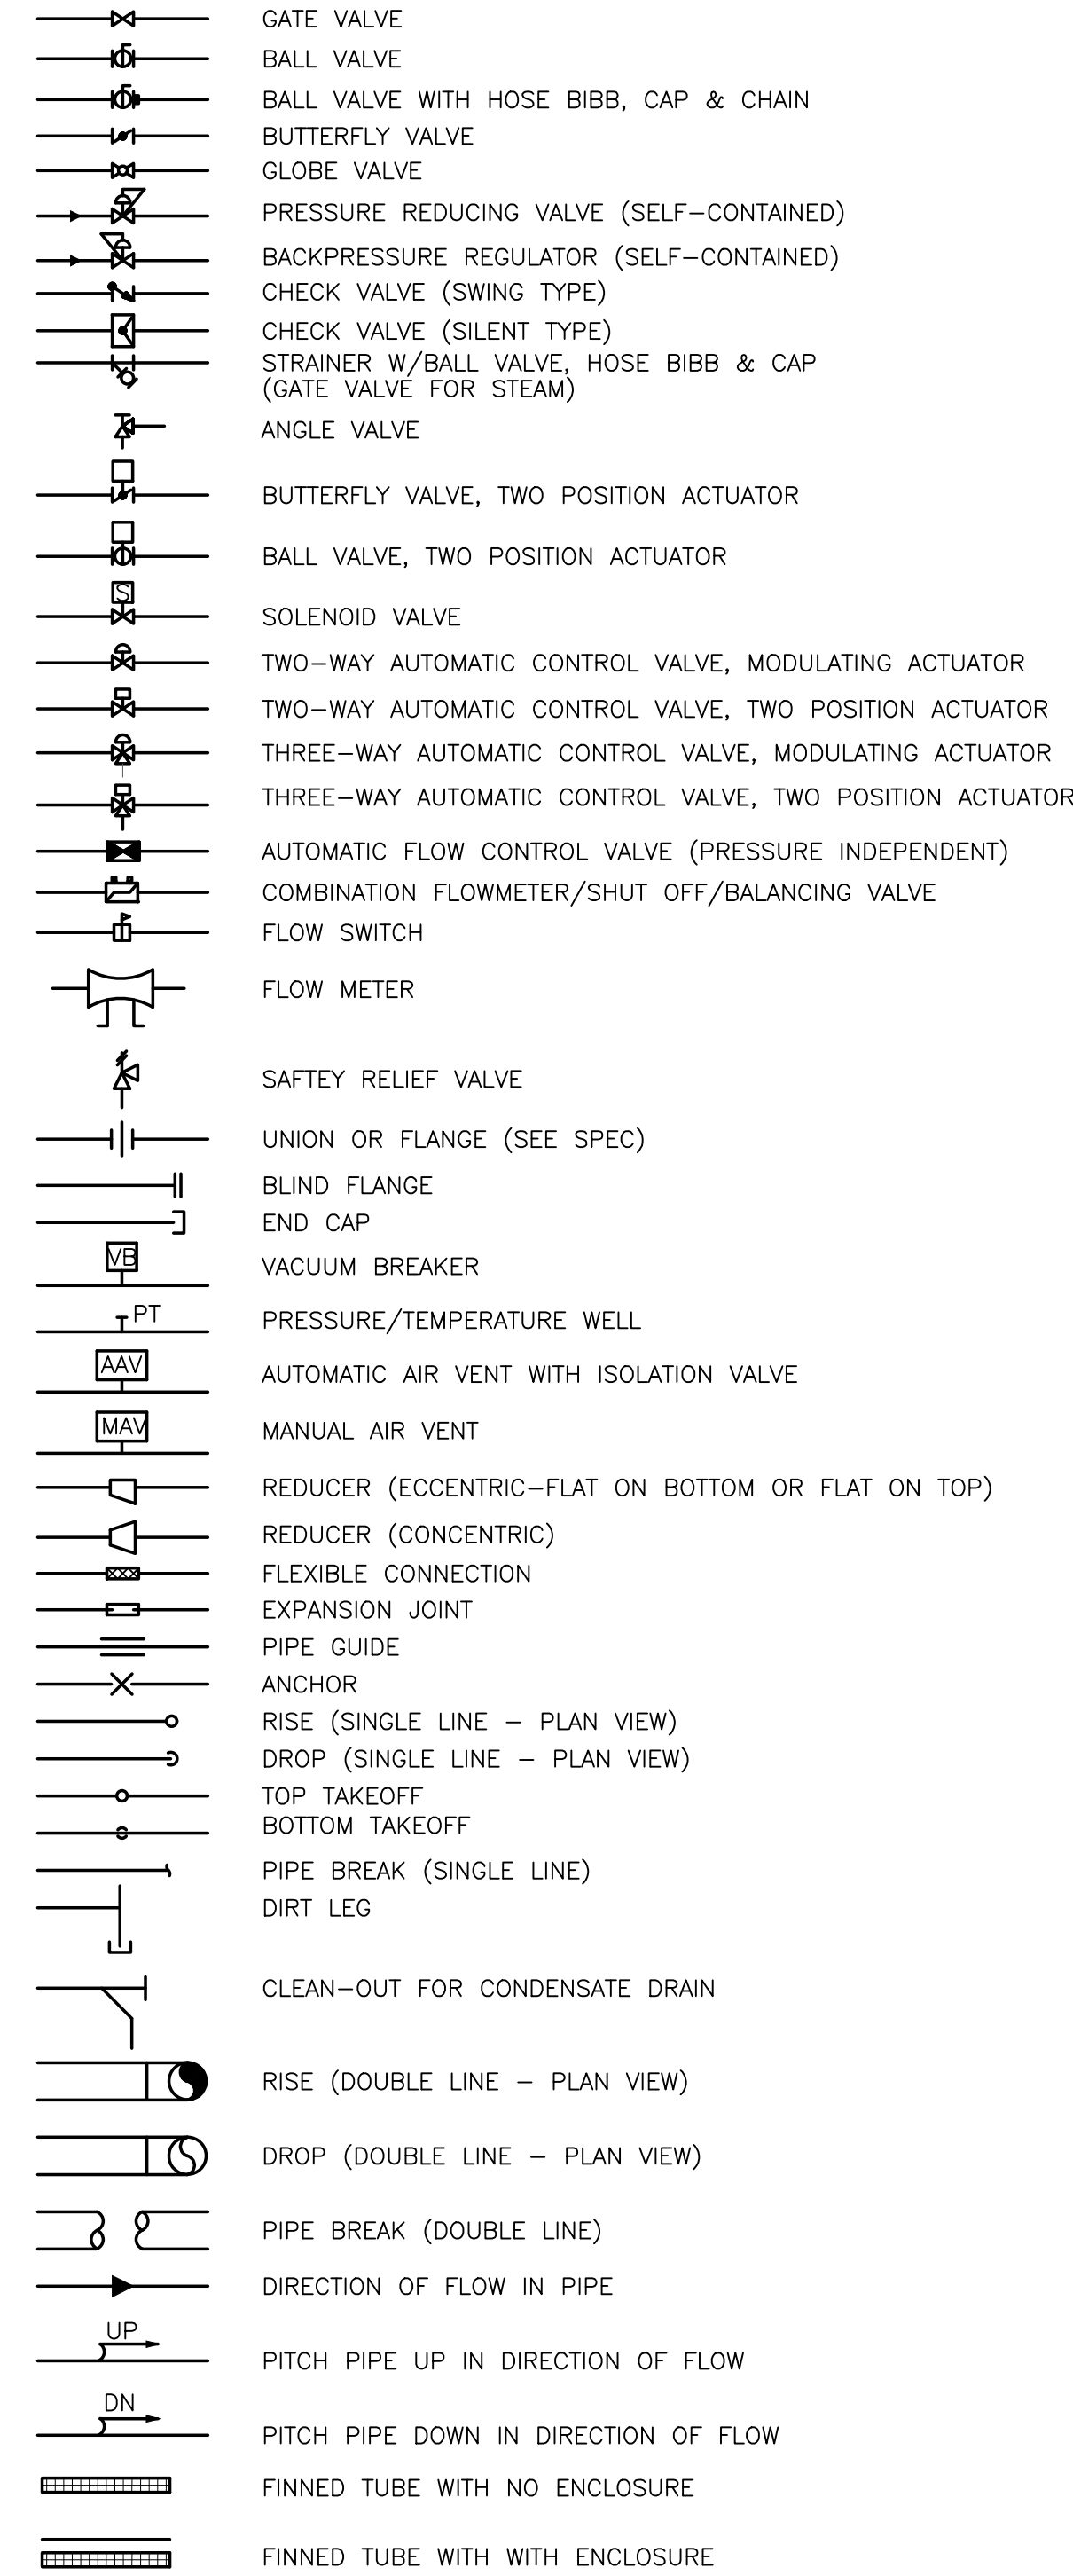 GATE VALVE
BALL VALVE
BALL VALVE WITH HOSE BIBB, CAP & CHAIN
BUTTERFLY VALVE
GLOBE VALVE
PRESSURE REDUCING VALVE (SELF-CONTAINED)
BACKPRESSURE REGULATOR (SELF-CONTAINED)
CHECK VALVE (SWING TYPE)
CHECK VALVE (SILENT TYPE)
STRAINER W/BALL VALVE, HOSE BIBB & CAP
(GATE VALVE FOR STEAM)
ANGLE VALVE
BUTTERFLY VALVE, TWO POSITION ACTUATOR
BALL VALVE, TWO POSITION ACTUATOR
S
SOLENOID VALVE
TWO-WAY AUTOMATIC CONTROL VALVE, MODULATING ACTUATOR
TWO-WAY AUTOMATIC CONTROL VALVE, TWO POSITION ACTUATOR
THREE-WAY AUTOMATIC CONTROL VALVE, MODULATING ACTUATOR
THREE-WAY AUTOMATIC CONTROL VALVE, TWO POSITION ACTUATOR
AUTOMATIC FLOW CONTROL VALVE (PRESSURE INDEPENDENT)
COMBINATION FLOWMETER/SHUT OFF/BALANCING VALVE
FLOW SWITCH
FLOW METER
SAFTEY RELIEF VALVE
UNION OR FLANGE (SEE SPEC)
BLIND FLANGE
END CAP
VB
VACUUM BREAKER
PT
PRESSURE/TEMPERATURE WELL
AAV
AUTOMATIC AIR VENT WITH ISOLATION VALVE
MAV
MANUAL AIR VENT
REDUCER (ECCENTRIC-FLAT ON BOTTOM OR FLAT ON TOP)
REDUCER (CONCENTRIC)
FLEXIBLE CONNECTION
EXPANSION JOINT
PIPE GUIDE
ANCHOR
RISE (SINGLE LINE - PLAN VIEW)
DROP (SINGLE LINE - PLAN VIEW)
TOP TAKEOFF
BOTTOM TAKEOFF
PIPE BREAK (SINGLE LINE)
DIRT LEG
CLEAN-OUT FOR CONDENSATE DRAIN
RISE (DOUBLE LINE - PLAN VIEW)
DROP (DOUBLE LINE - PLAN VIEW)
PIPE BREAK (DOUBLE LINE)
DIRECTION OF FLOW IN PIPE
UP
PITCH PIPE UP IN DIRECTION OF FLOW
DN
PITCH PIPE DOWN IN DIRECTION OF FLOW
FINNED TUBE WITH NO ENCLOSURE
FINNED TUBE WITH WITH ENCLOSURE